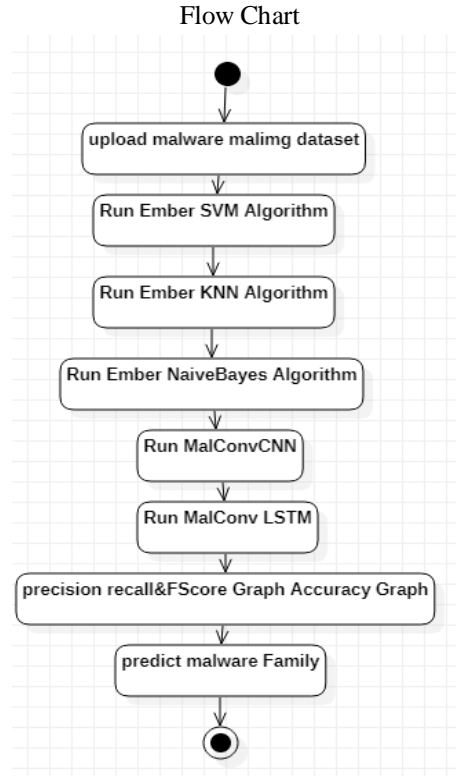 Flow Chart
upload malware malimg dataset
Run Ember SVM Algorithm
Run Ember KNN Algorithm
Run Ember NaiveBayes Algorithm
Run MalConvCNN
Run MalConv LSTM
precision recall&FScore Graph Accuracy Graph
predict malware Family